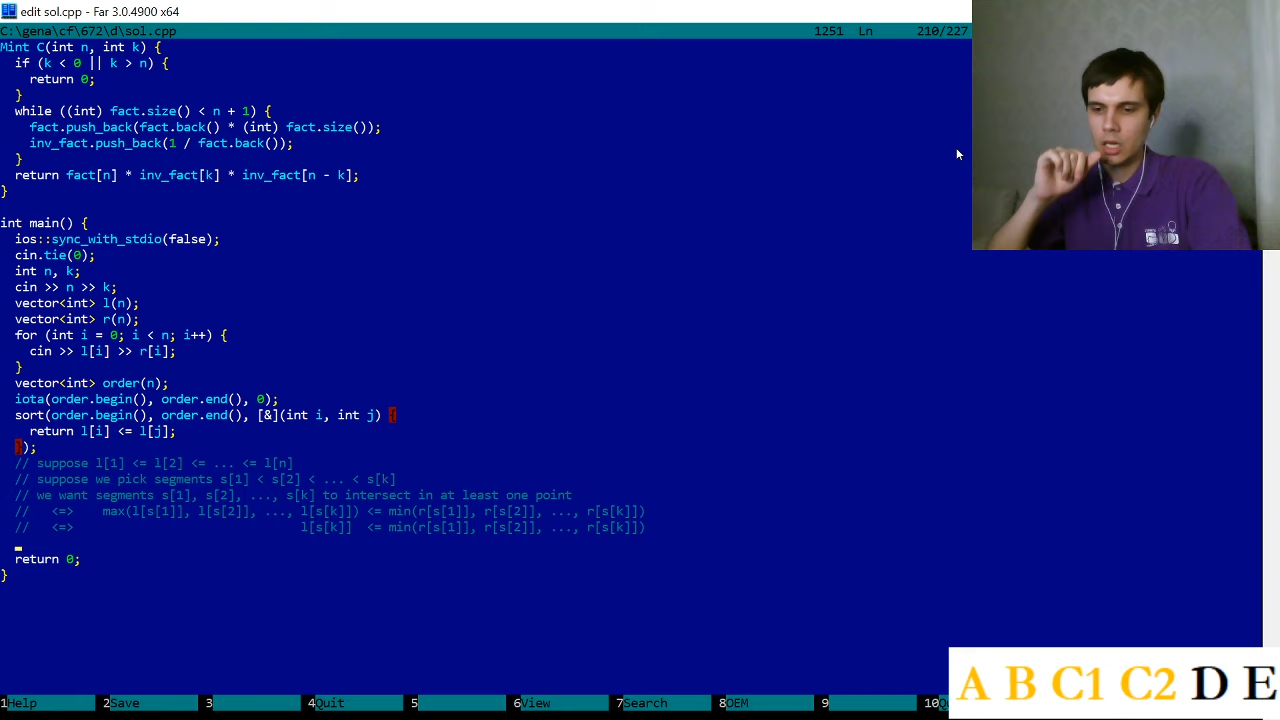 edit sol.cpp - Far 3.0.4900 x64
C:\gena\cf\672\d\sol.cpp 1251 Ln 210/227
Mint C(int n, int k) {
  if (k < 0 || k > n) {
    return 0;
  }
  while ((int) fact.size() < n + 1) {
    fact.push_back(fact.back() * (int) fact.size());
    inv_fact.push_back(1 / fact.back());
  }
  return fact[n] * inv_fact[k] * inv_fact[n - k];
}
int main() {
  ios::sync_with_stdio(false);
  cin.tie(0);
  int n, k;
  cin >> n >> k;
  vector<int> l(n);
  vector<int> r(n);
  for (int i = 0; i < n; i++) {
    cin >> l[i] >> r[i];
  }
  vector<int> order(n);
  iota(order.begin(), order.end(), 0);
  sort(order.begin(), order.end(), [&](int i, int j) {
    return l[i] <= l[j];
  });
  // suppose l[1] <= l[2] <= ... <= l[n]
  // suppose we pick segments s[1] < s[2] < ... < s[k]
  // we want segments s[1], s[2], ..., s[k] to intersect in at least one point
  //   <=>    max(l[s[1]], l[s[2]], ..., l[s[k]]) <= min(r[s[1]], r[s[2]], ..., r[s[k]])
  //   <=>                               l[s[k]]  <= min(r[s[1]], r[s[2]], ..., r[s[k]])
  return 0;
}
A B C1 C2 D E
1Help 2Save 3 4Quit 5 6View 7Search 8OEM 9 10